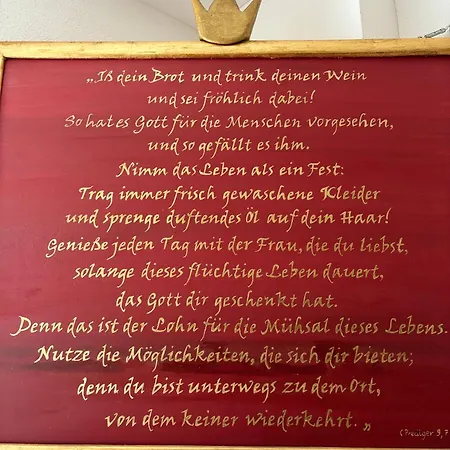 „Iß dein Brot und trink deinen Wein
und sei fröhlich dabei!
So hat es Gott für die Menschen vorgesehen,
und so gefällt es ihm.
Nimm das Leben als ein Fest:
Trag immer frisch gewaschene Kleider
und sprenge duftendes Öl auf dein Haar!
Genieße jeden Tag mit der Frau, die du liebst,
solange dieses flüchtige Leben dauert,
das Gott dir geschenkt hat.
Denn das ist der Lohn für die Mühsal dieses Lebens.
Nutze die Möglichkeiten, die sich dir bieten;
denn du bist unterwegs zu dem Ort,
von dem keiner wiederkehrt.„
(Prediger 9,7